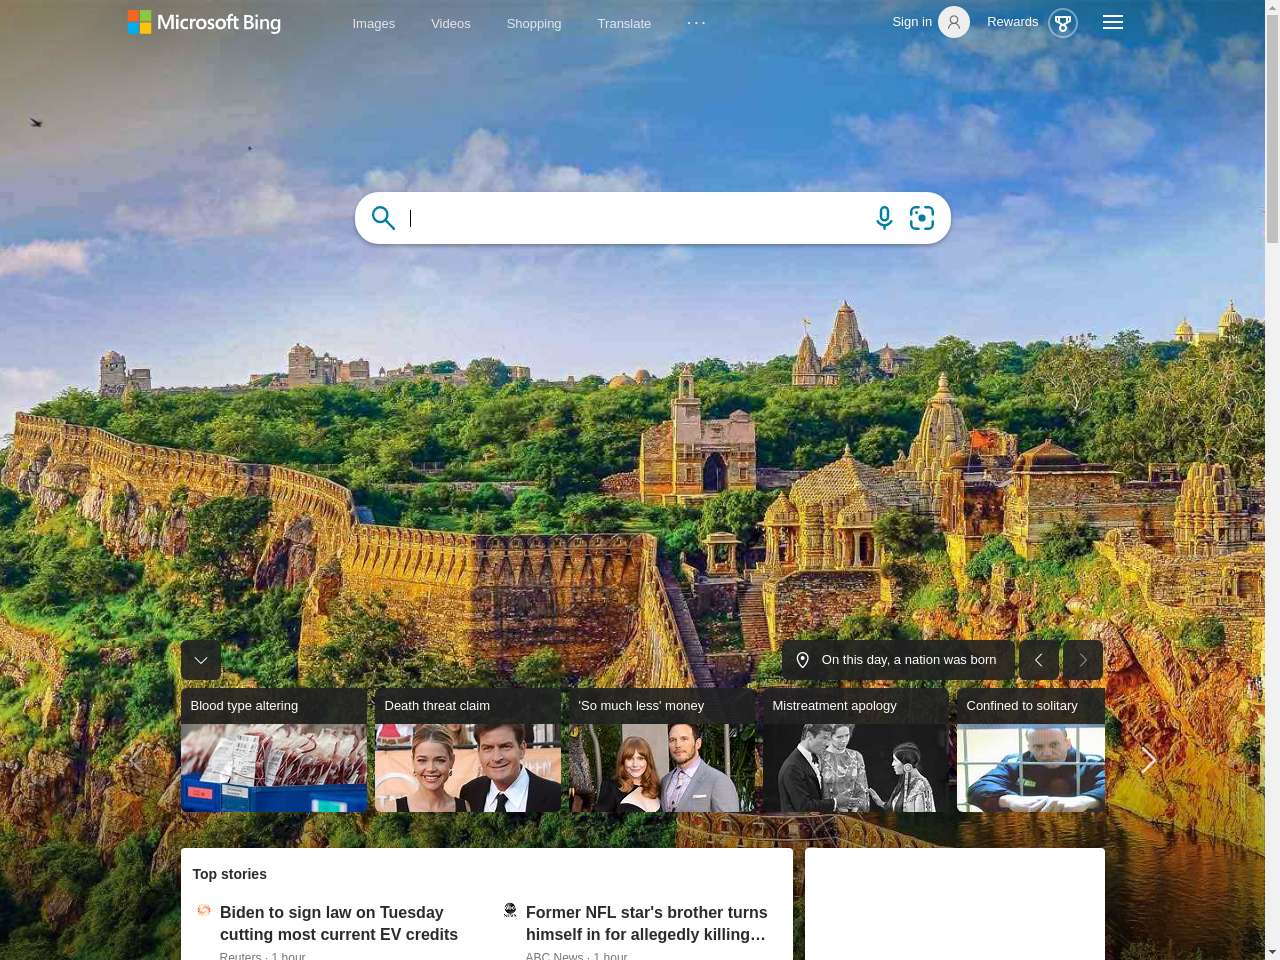 Microsoft Bing
Images
Videos
Shopping
Translate
Sign in
Rewards
On this day, a nation was born
Blood type altering
Death threat claim
'So much less' money
Mistreatment apology
Confined to solitary
Top stories
Biden to sign law on Tuesday
cutting most current EV credits
Reuters · 1 hour
Former NFL star's brother turns
himself in for allegedly killing…
ABC News · 1 hour